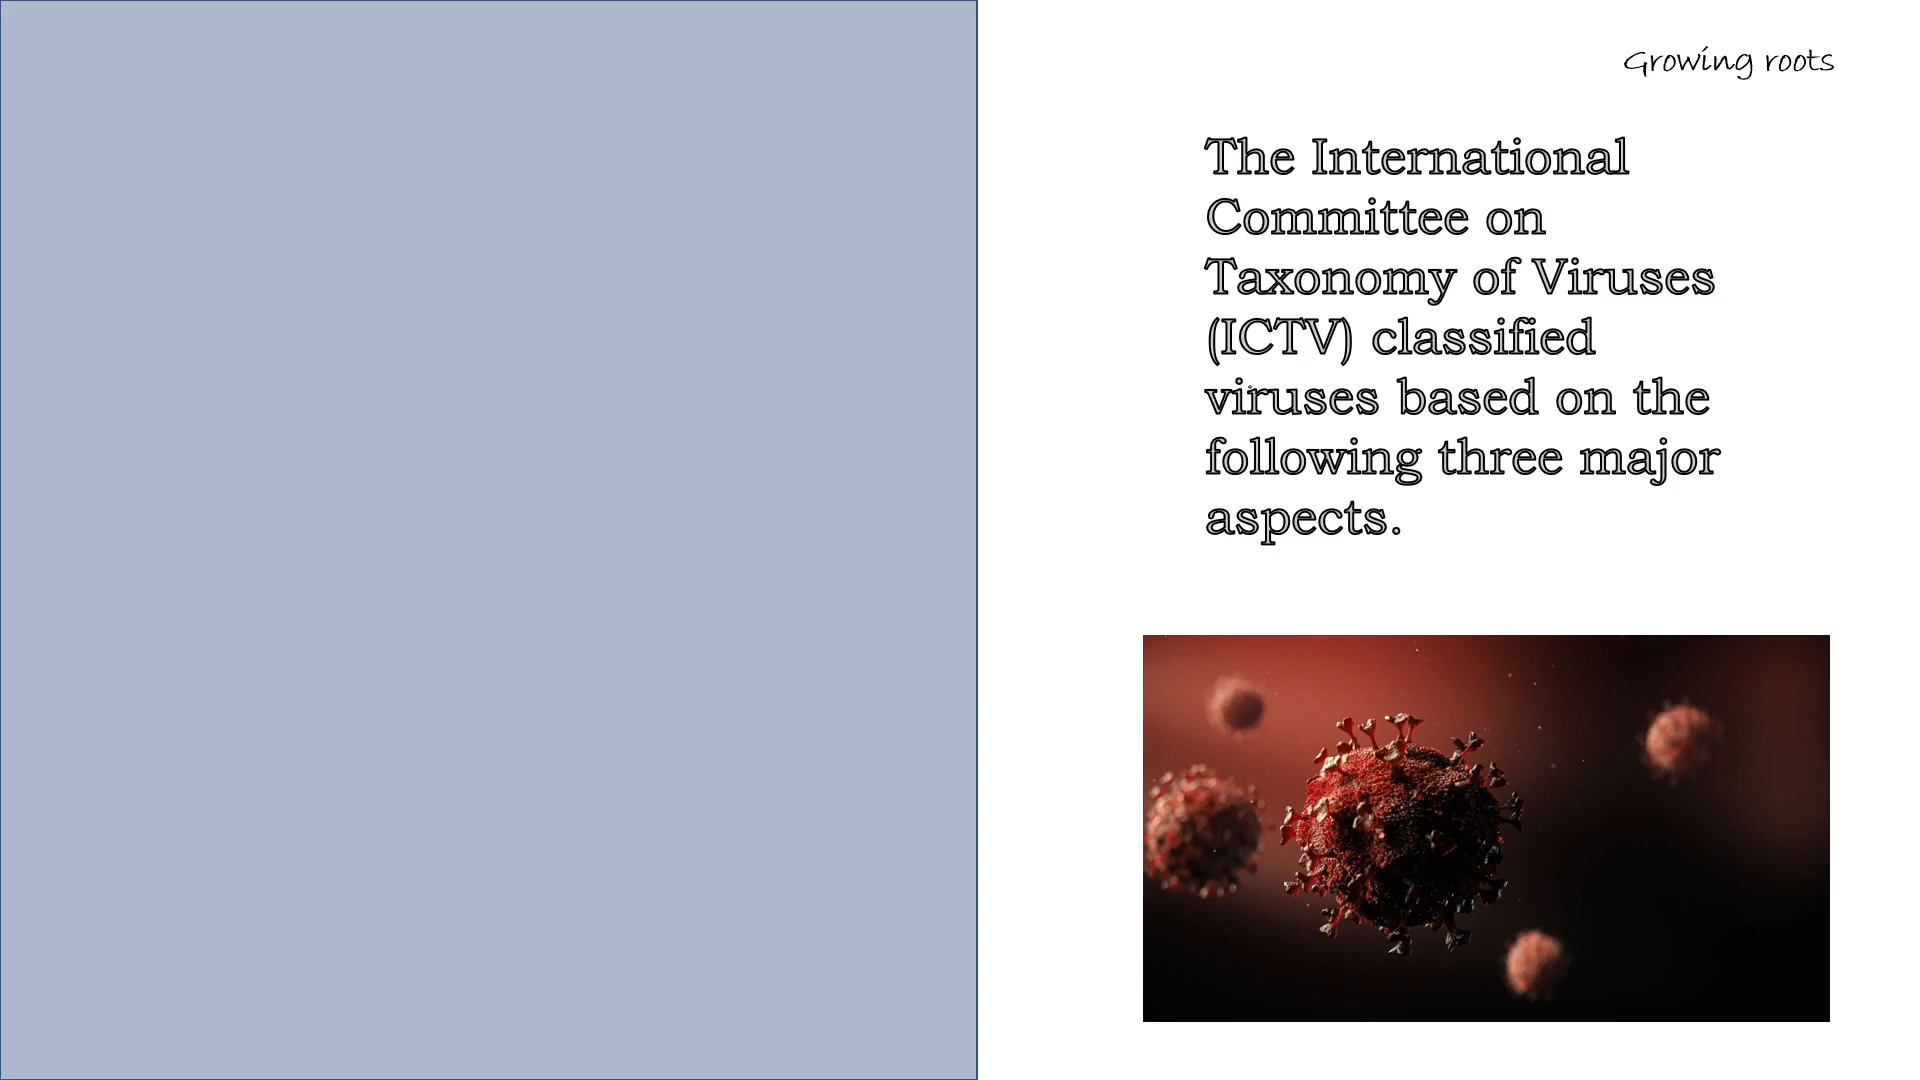 Growing roots
The International
Committee on
Taxonomy of Viruses
(ICTV) classified
viruses based on the
following three major
aspects.